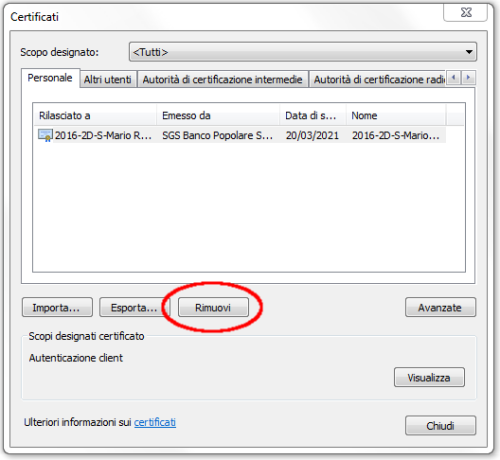 Certificati
Scopo designato: <Tutti>
Personale Altri utenti Autorità di certificazione intermedie Autorità di certificazione radi
Rilasciato a Emesso da Data di s... Nome
2016-2D-S-Mario R... SGS Banco Popolare S... 20/03/2021 2016-2D-S-Mario...
Importa... Esporta... Rimuovi Avanzate
Scopi designati certificato
Autenticazione client
Visualizza
Ulteriori informazioni sui certificati
Chiudi